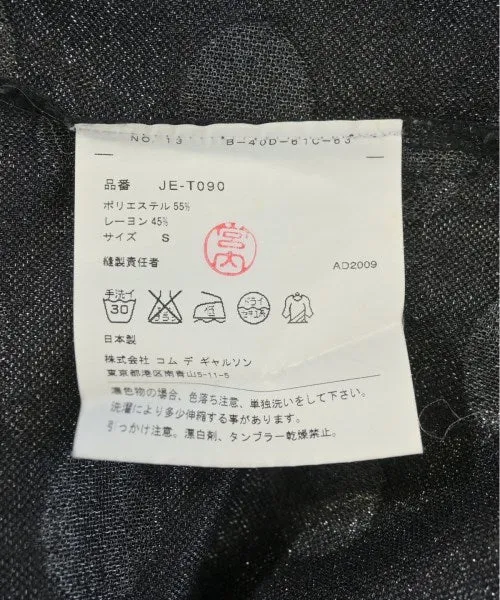 品番 JE-T090
ポリエステル 55%
レーヨン 45%
サイズ S
営内
縫製責任者
AD2009
手洗イ
30
ドライ
日本製
株式会社 コム デ ギャルソン
東京都港区南青山5-11-5
濃色物の場合、色落ち注意、単独洗いをして下さい。
洗濯により多少伸縮する事があります。
引っかけ注意。漂白剤、タンブラー乾燥禁止。